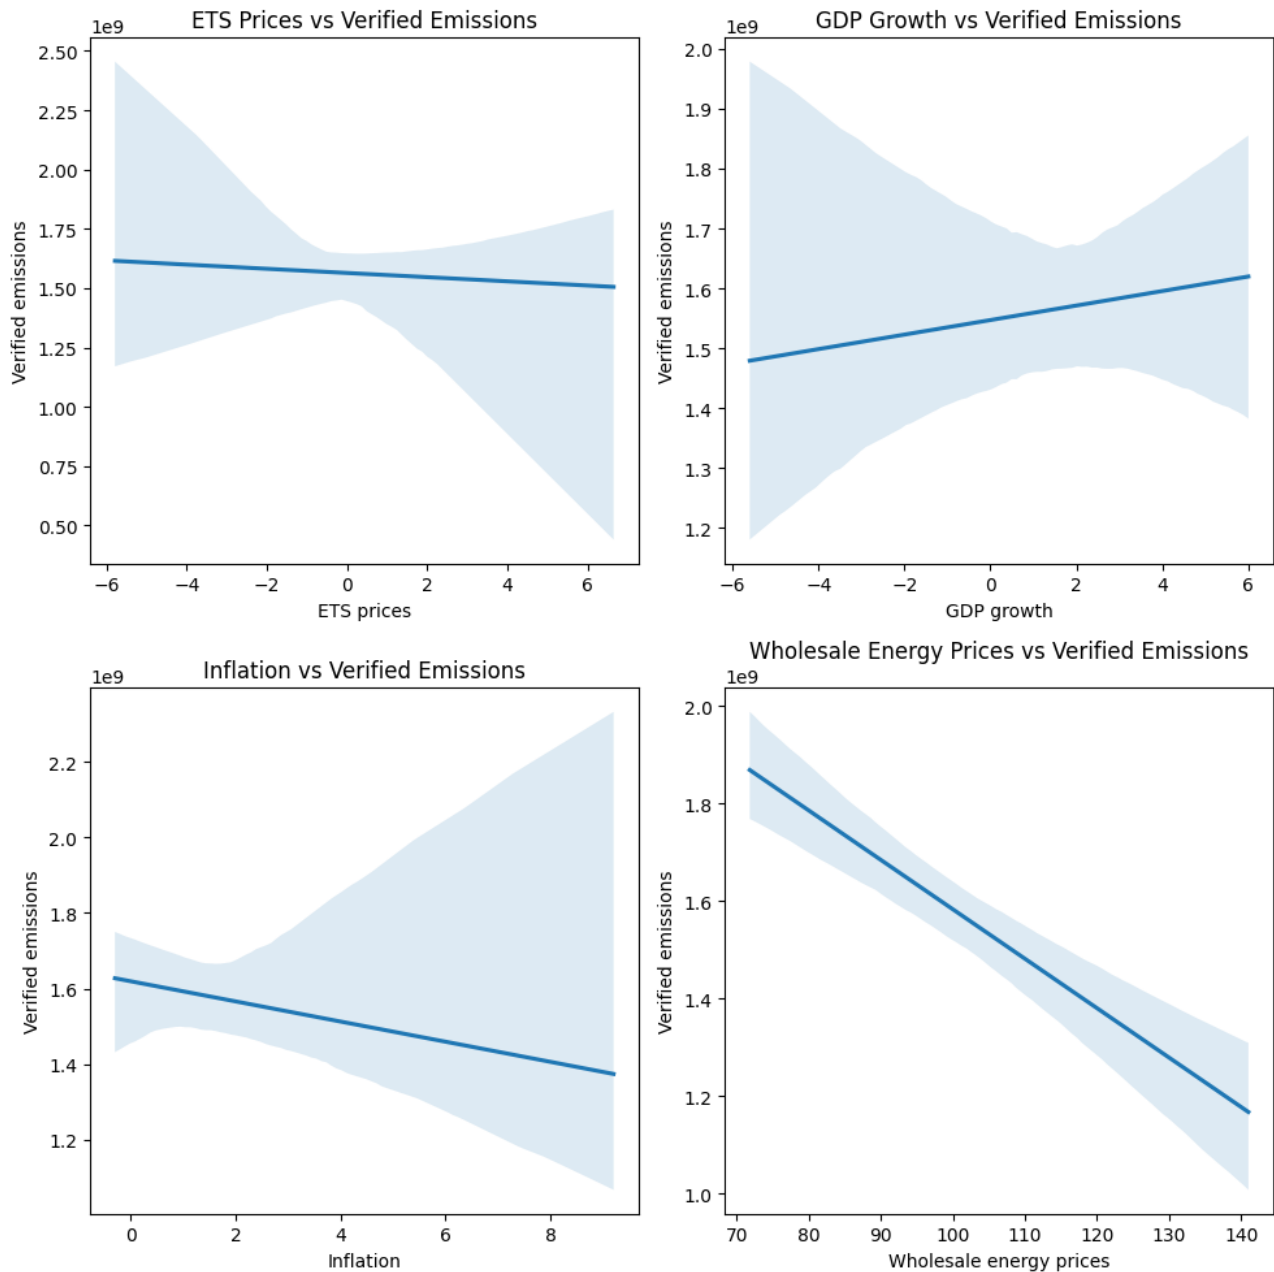 ETS Prices vs Verified Emissions
1e9
2.50
2.25
2.00
1.75
1.50
1.25
1.00
0.75
0.50
Verified emissions
−6 −4 −2 0 2 4 6
ETS prices
GDP Growth vs Verified Emissions
1e9
2.0
1.9
1.8
1.7
1.6
1.5
1.4
1.3
1.2
Verified emissions
−6 −4 −2 0 2 4 6
GDP growth
Inflation vs Verified Emissions
1e9
2.2
2.0
1.8
1.6
1.4
1.2
Verified emissions
0 2 4 6 8
Inflation
Wholesale Energy Prices vs Verified Emissions
1e9
2.0
1.8
1.6
1.4
1.2
1.0
Verified emissions
70 80 90 100 110 120 130 140
Wholesale energy prices